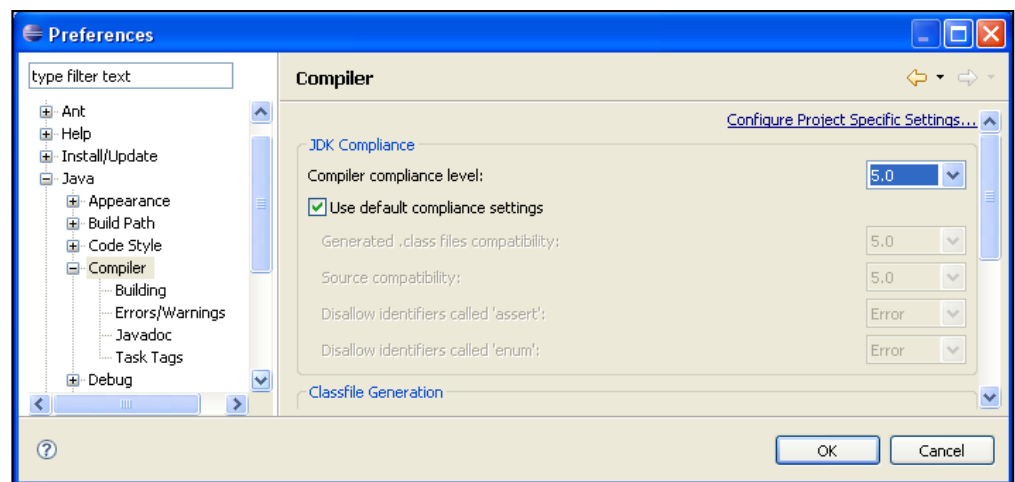 Preferences
type filter text
Ant
Help
Install/Update
Java
Appearance
Build Path
Code Style
Compiler
Building
Errors/Warnings
Javadoc
Task Tags
Debug
Compiler
Configure Project Specific Settings...
JDK Compliance
Compiler compliance level: 5.0
Use default compliance settings
Generated .class files compatibility: 5.0
Source compatibility: 5.0
Disallow identifiers called 'assert': Error
Disallow identifiers called 'enum': Error
Classfile Generation
? OK Cancel